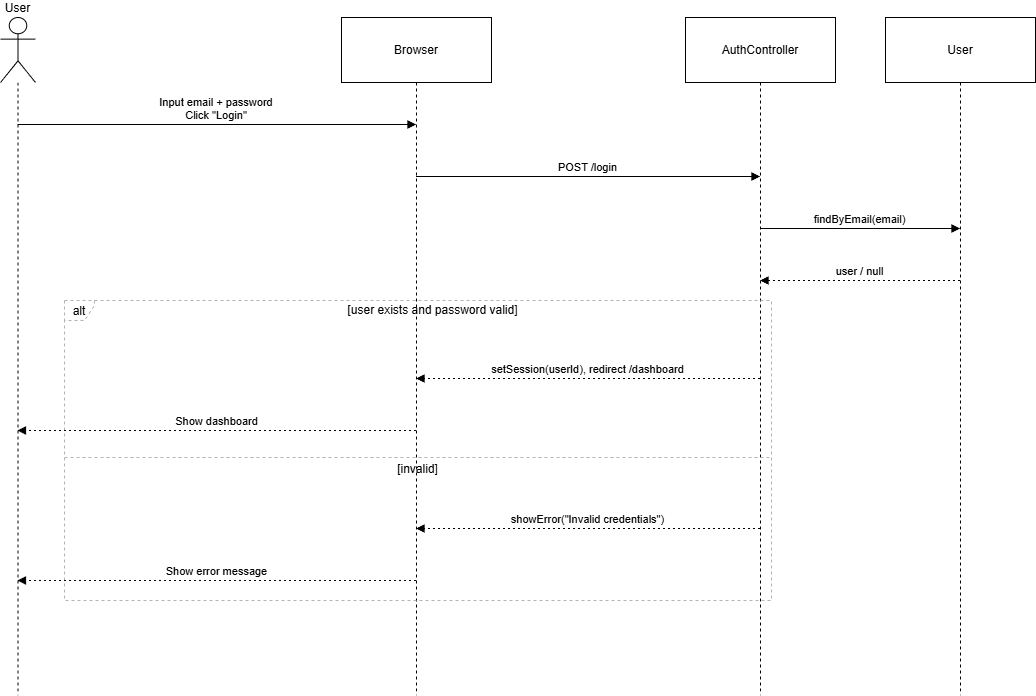 User
Browser
AuthController
User
Input email + password
Click "Login"
POST /login
findByEmail(email)
user / null
alt
[user exists and password valid]
setSession(userId), redirect /dashboard
Show dashboard
[invalid]
showError("Invalid credentials")
Show error message